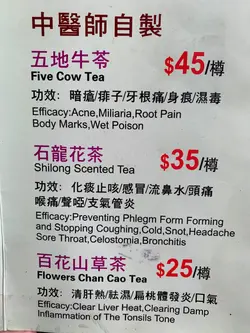 中醫師自製
五地牛苓 $45/樽
Five Cow Tea
功效: 暗瘡/痱子/牙根痛/身痕/濕毒
Efficacy:Acne,Miliaria,Root Pain
Body Marks,Wet Poison
石龍花茶 $35/樽
Shilong Scented Tea
功效: 化痰止咳/感冒/流鼻水/頭痛
喉痛/聲啞/支氣管炎
Efficacy:Preventing Phlegm Form Forming
and Stopping Coughing,Cold,Snot,Headache
Sore Throat,Celostomia,Bronchitis
百花山草茶 $25/樽
Flowers Chan Cao Tea
功效: 清肝熱/祛濕/扁桃體發炎/口氣
Efficacy:Clear Liver Heat,Clearing Damp
Inflammation of The Tonsils Tone